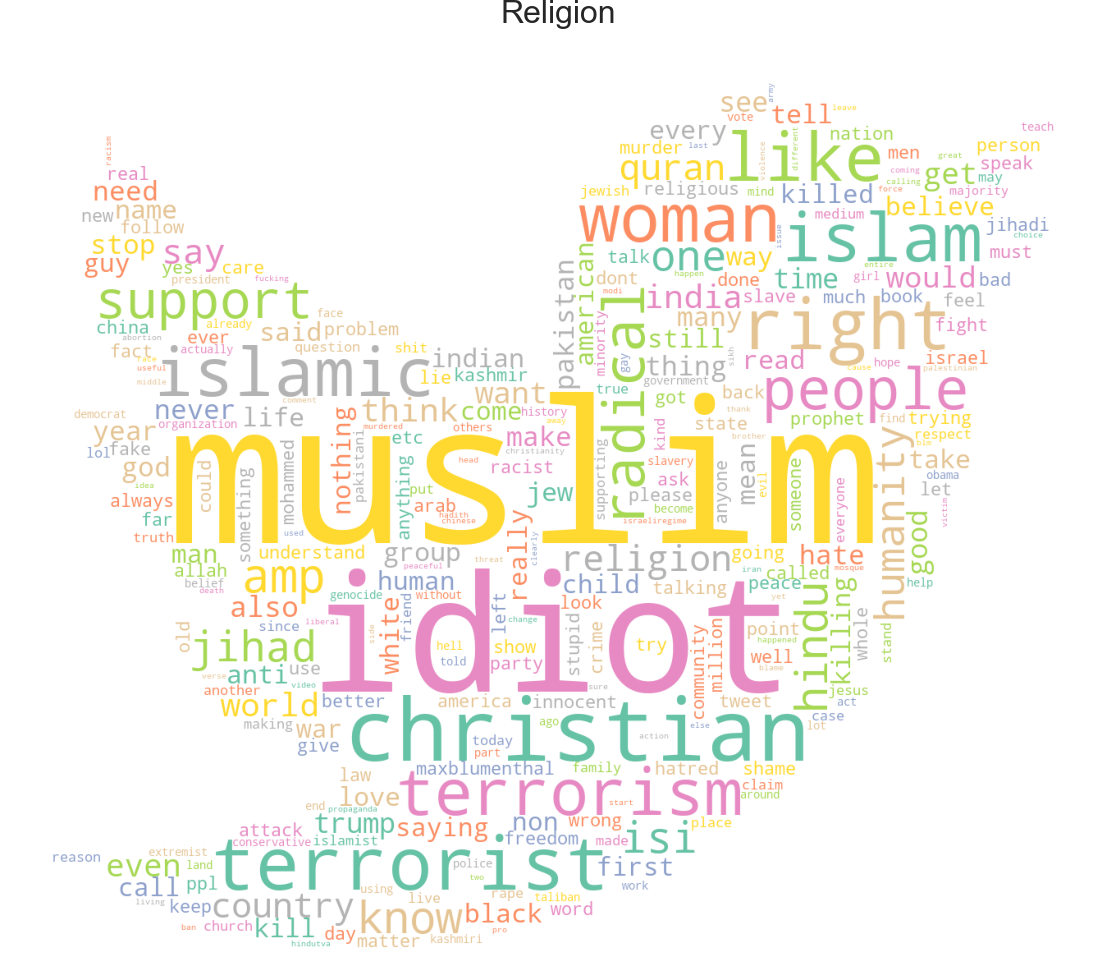 Religion
army
see
leave
vote
tell
teach
racism
every
like
nation
murder
last
violence
different
men
great
person
real
quran
coming
speak
calling
may
need
jewish
religious
mind
killed
force
get
majority
new
name
woman
medium
believe
jihadi
choice
follow
stop
say
islam
issue
must
guy
yes
care
talk
one
way
entire
president
fucking
american
dont
happen
done
time
girl
would
bad
support
face
pakistan
modi
india
slave
much
book
feel
china
already
said
problem
minority
radical
many
right
fight
abortion
ever
question
still
fact
actually
shit
indian
gay
thing
sikh
read
hope
israel
islamic
lie
kashmir
government
people
cause
palestinian
useful
middle
want
true
got
back
never
life
comment
think
come
history
state
thank
prophet
find
trying
democrat
organization
murdered
others
away
kind
brother
respect
year
lol
fake
nothing
etc
make
christianity
muslim
humanity
take
god
could
something
mohammed
pakistani
anything
head
racist
supporting
slavery
mean
anyone
evil
someone
everyone
obama
idea
put
jew
please
let
always
arab
hadith
become
victim
far
used
chinese
israeliregime
truth
really
clearly
good
man
understand
group
religion
going
iran
called
hate
mosque
allah
threat
belief
peaceful
amp
human
child
talking
peace
help
death
genocide
without
look
yet
hindu
killing
also
white
friend
left
old
since
liberal
change
stupid
crime
community
million
point
whole
stand
jihad
side
hell
show
try
happened
told
party
well
verse
video
anti
use
sure
blame
jesus
another
world
better
america
innocent
tweet
act
making
war
christian
ago
else
case
lot
give
today
action
part
law
maxblumenthal
family
hatred
shame
love
terrorism
claim
end
propaganda
start
around
trump
saying
non
wrong
isi
place
attack
conservative
islamist
freedom
made
reason
extremist
even
land
terrorist
police
first
call
ppl
two
work
living
using
live
rape
taliban
keep
country
know
black
word
ban
church
kill
day
pro
matter
kashmiri
hindutva